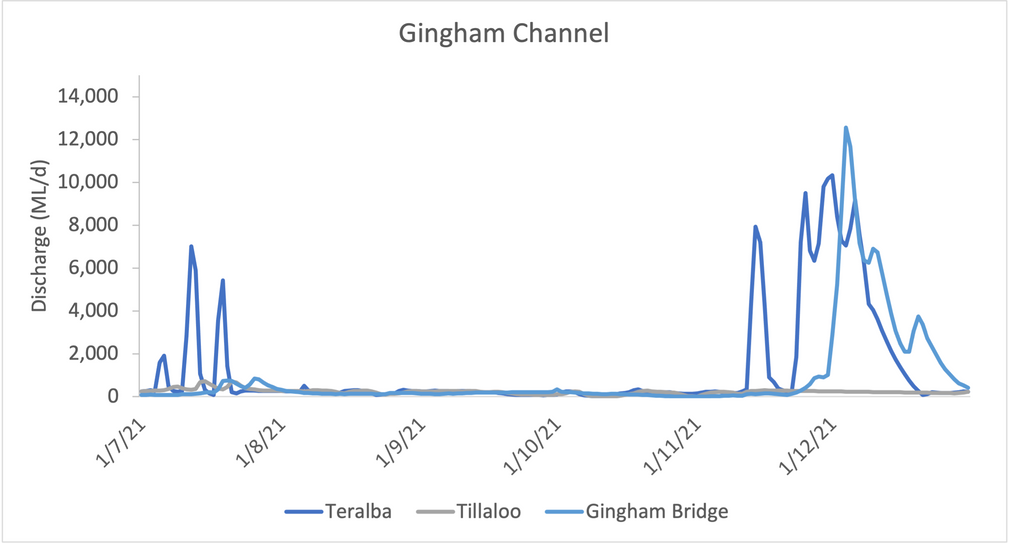 Gingham Channel
Discharge (ML/d)
14,000
12,000
10,000
8,000
6,000
4,000
2,000
0
1/7/21
1/8/21
1/9/21
1/10/21
1/11/21
1/12/21
Teralba
Tillaloo
Gingham Bridge